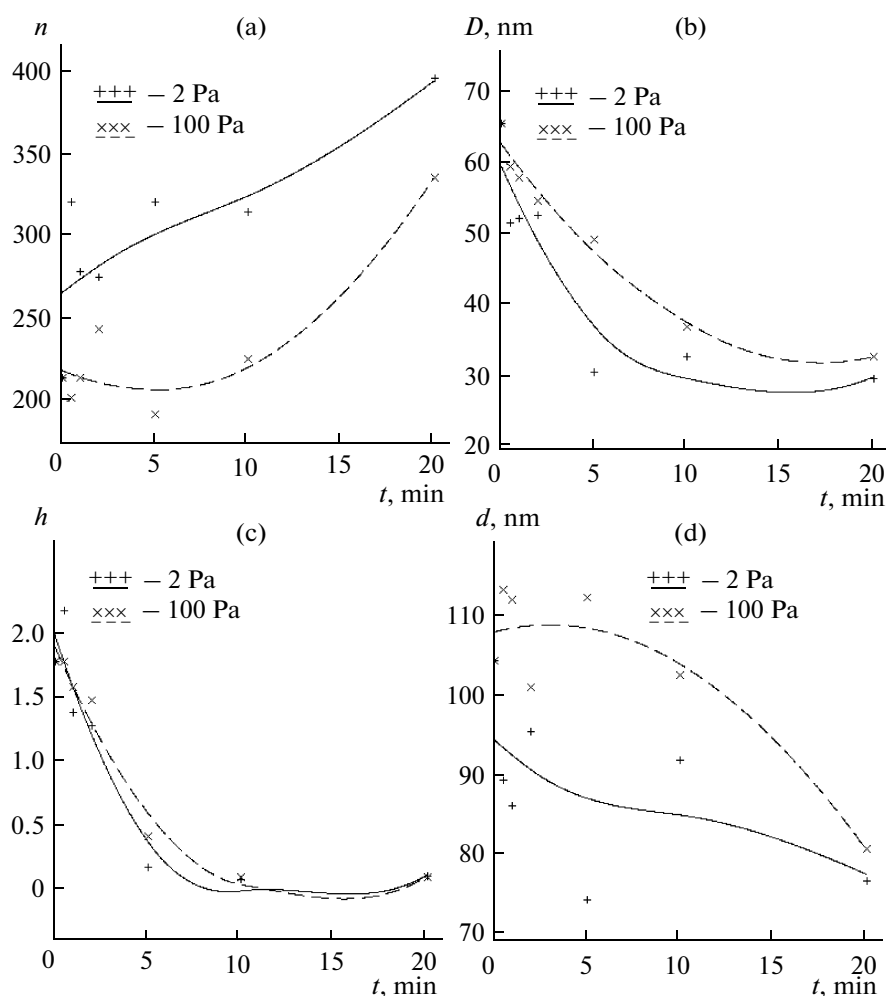 n (a)
400
350
300
250
200
+++ – 2 Pa
××× – 100 Pa
0 5 10 15 20
t, min
D, nm (b)
70
60
50
40
30
20
+++ – 2 Pa
××× – 100 Pa
0 5 10 15 20
t, min
h (c)
2.0
1.5
1.0
0.5
0
+++ – 2 Pa
××× – 100 Pa
0 5 10 15 20
t, min
d, nm (d)
110
100
90
80
70
+++ – 2 Pa
××× – 100 Pa
0 5 10 15 20
t, min